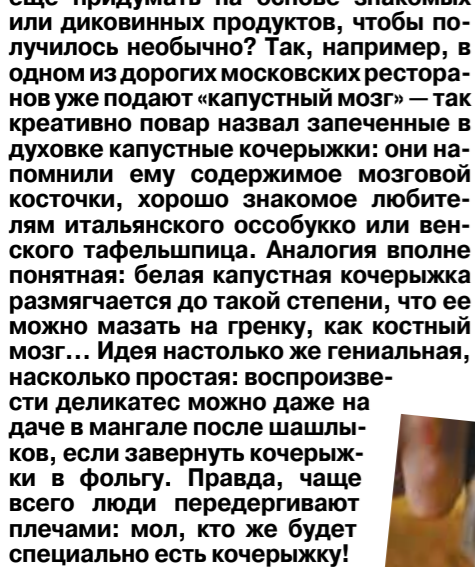 еще придумать на основе знакомых
или диковинных продуктов, чтобы по-
лучилось необычно? Так, например, в
одном из дорогих московских рестора-
нов уже подают «капустный мозг» — так
креативно повар назвал запеченные в
духовке капустные кочерыжки: они на-
помнили ему содержимое мозговой
косточки, хорошо знакомое любите-
лям итальянского оссобукко или вен-
ского тафельшпица. Аналогия вполне
понятная: белая капустная кочерыжка
размягчается до такой степени, что ее
можно мазать на гренку, как костный
мозг... Идея настолько же гениальная,
насколько простая: воспроизве-
сти деликатес можно даже на
даче в мангале после шашлы-
ков, если завернуть кочерыж-
ки в фольгу. Правда, чаще
всего люди передергивают
плечами: мол, кто же будет
специально есть кочерыжку!